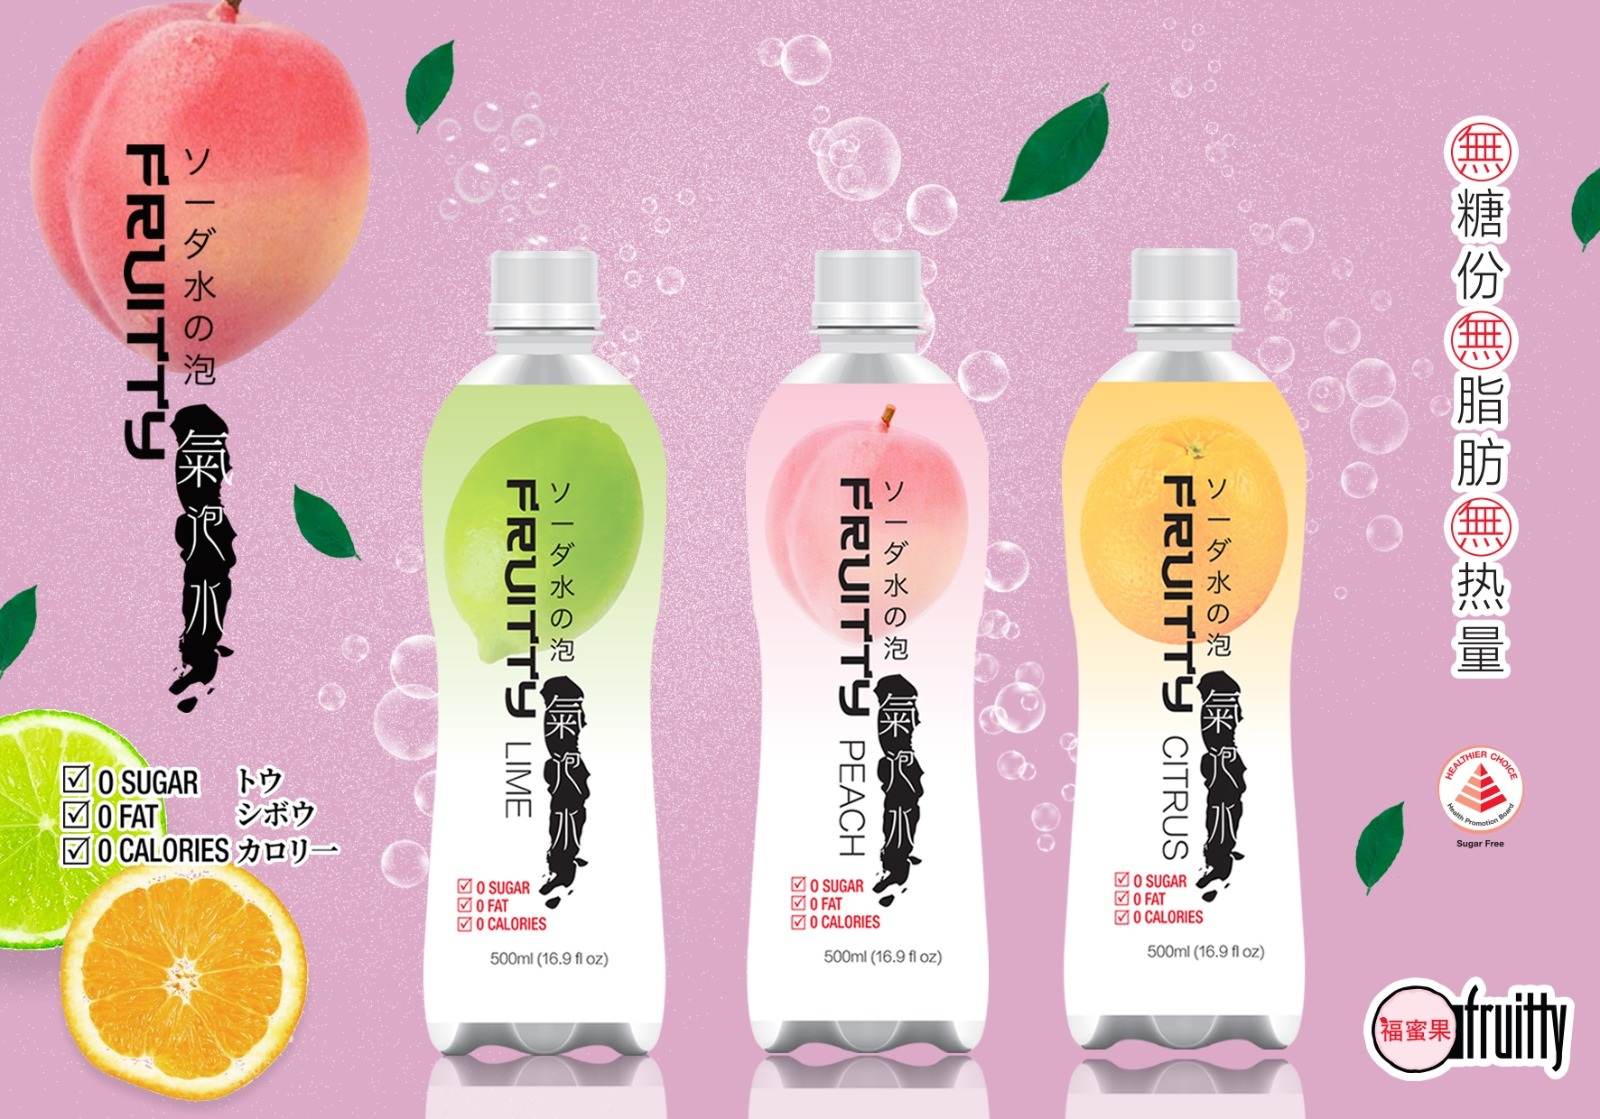 FRUITTY
ソーダ水の泡
氣泡水
☑ 0 SUGAR トウ
☑ 0 FAT シボウ
☑ 0 CALORIES カロリー
FRUITTY LIME
ソーダ水の泡
氣泡水
☑ 0 SUGAR
☑ 0 FAT
☑ 0 CALORIES
500ml (16.9 fl oz)
FRUITTY PEACH
ソーダ水の泡
氣泡水
☑ 0 SUGAR
☑ 0 FAT
☑ 0 CALORIES
500ml (16.9 fl oz)
FRUITTY CITRUS
ソーダ水の泡
氣泡水
☑ 0 SUGAR
☑ 0 FAT
☑ 0 CALORIES
500ml (16.9 fl oz)
無糖份無脂肪無热量
HEALTHIER CHOICE
Health Promotion Board
Sugar Free
福蜜果
afruitty